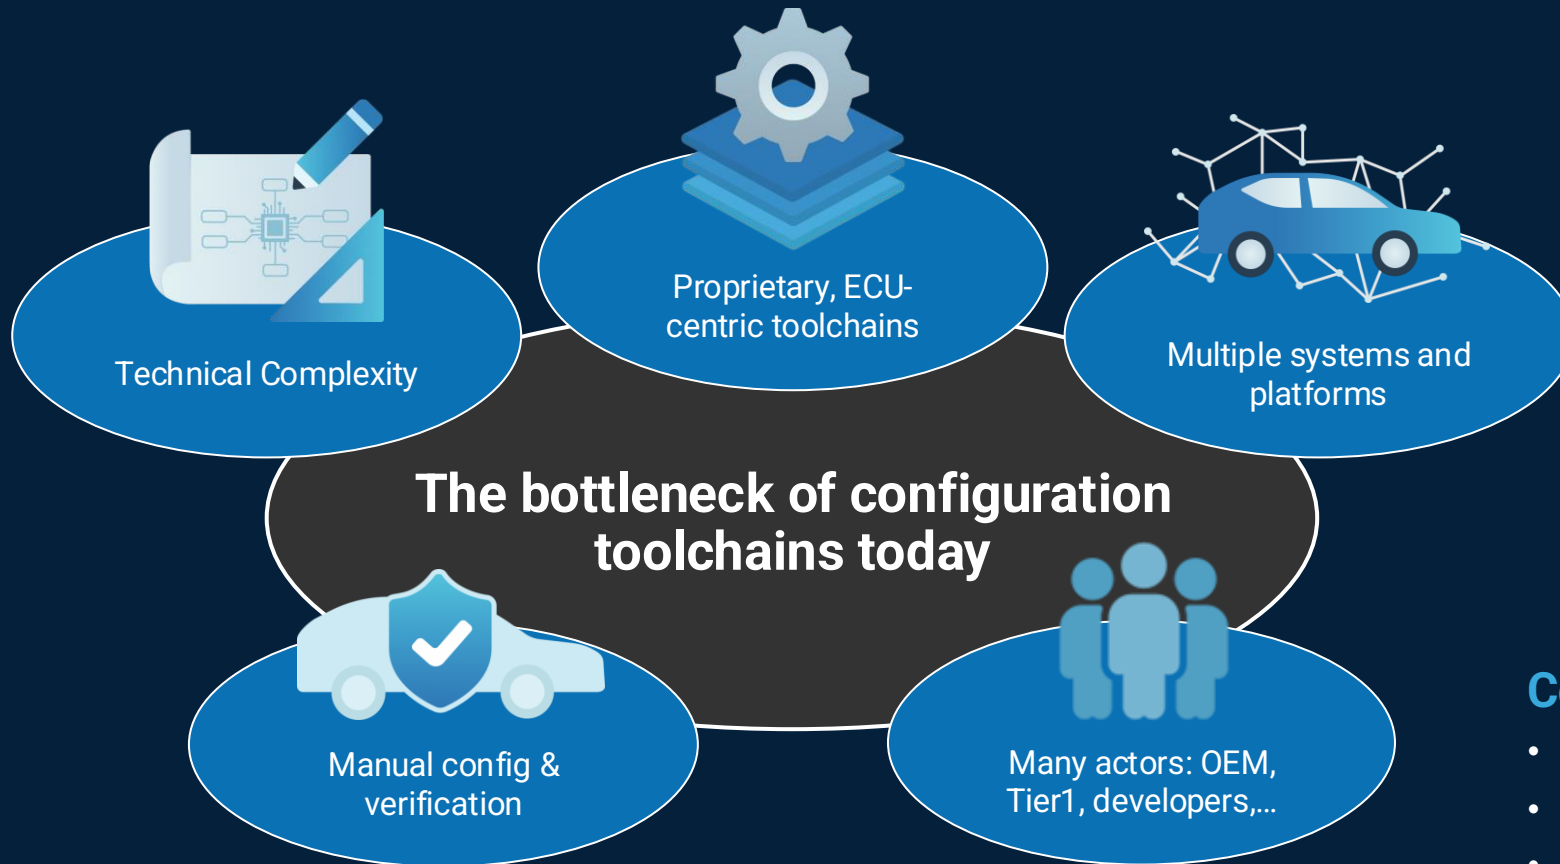 Proprietary, ECU-
centric toolchains
Technical Complexity
Multiple systems and
platforms
The bottleneck of configuration
toolchains today
Manual config &
verification
Many actors: OEM,
Tier1, developers,...